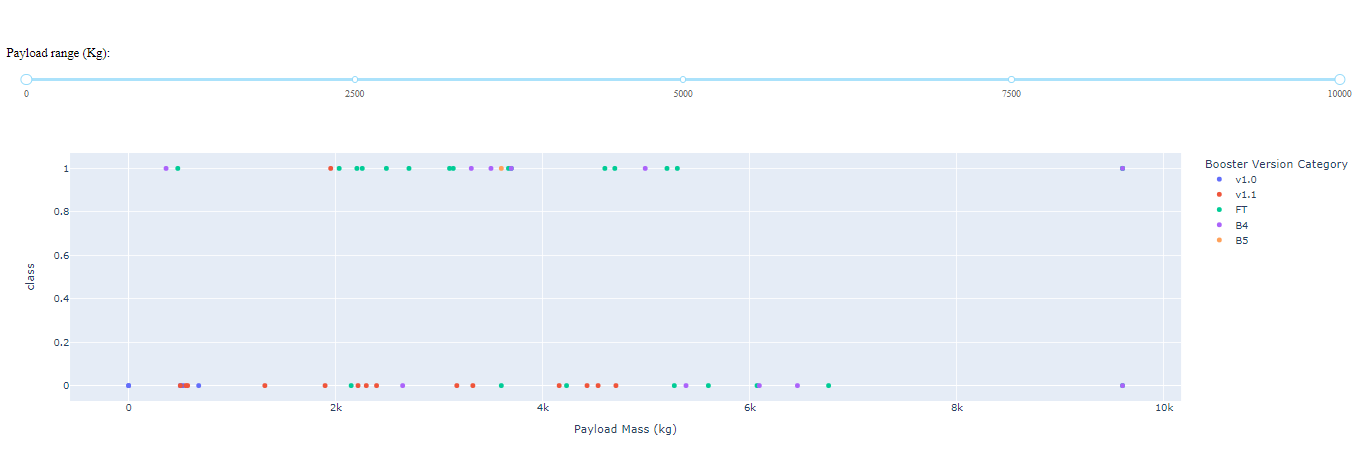 Payload range (Kg):
0 2500 5000 7500 10000
Booster Version Category
v1.0
v1.1
FT
B4
B5
class
1
0.8
0.6
0.4
0.2
0
0 2k 4k 6k 8k 10k
Payload Mass (kg)